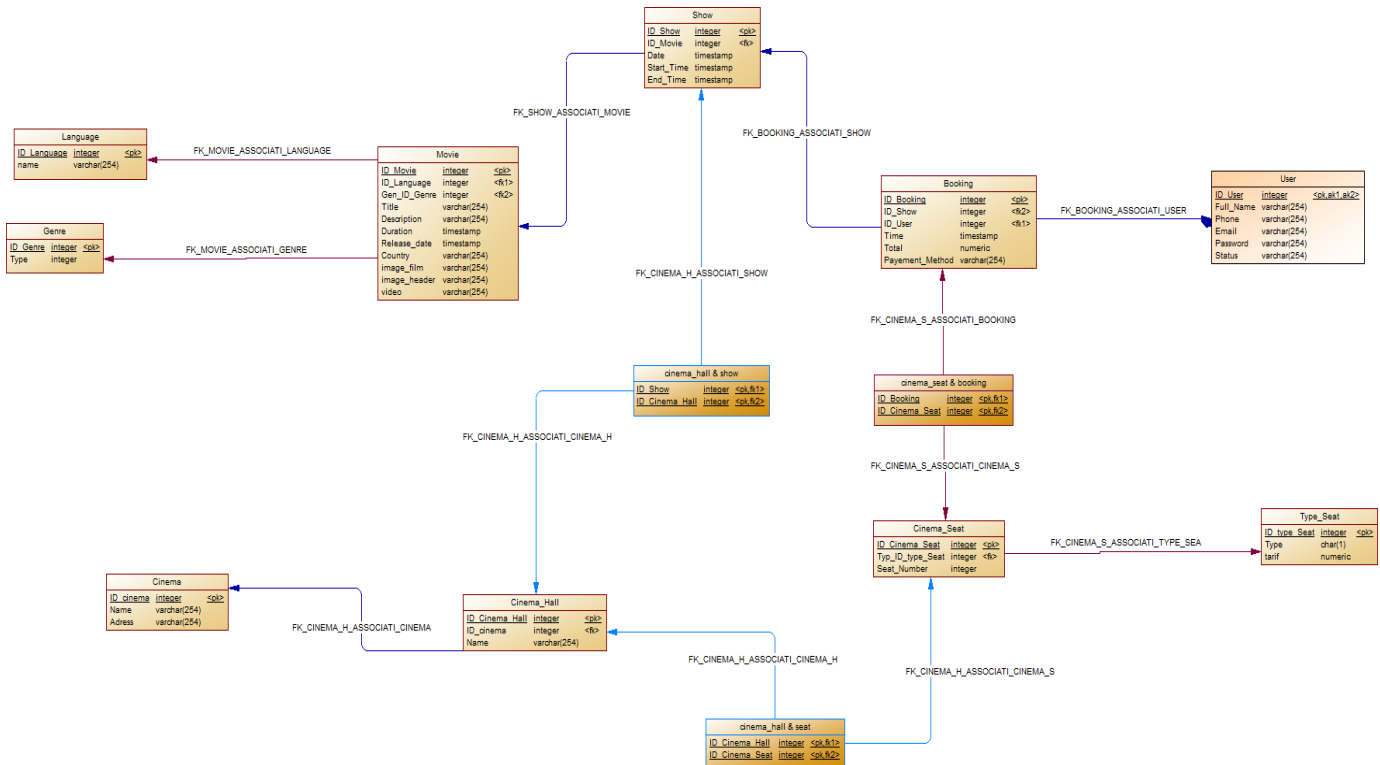 Show
ID_Show integer <pk>
ID_Movie integer <fk>
Date timestamp
Start_Time timestamp
End_Time timestamp
FK_SHOW_ASSOCIATI_MOVIE
FK_BOOKING_ASSOCIATI_SHOW
Language
ID_Language integer <pk>
name varchar(254)
FK_MOVIE_ASSOCIATI_LANGUAGE
Movie
ID_Movie integer <pk>
ID_Language integer <fk1>
Gen_ID_Genre integer <fk2>
Title varchar(254)
Description varchar(254)
Duration timestamp
Release_date timestamp
Country varchar(254)
image_film varchar(254)
image_header varchar(254)
video varchar(254)
Genre
ID_Genre integer <pk>
Type integer
FK_MOVIE_ASSOCIATI_GENRE
Booking
ID_Booking integer <pk>
ID_Show integer <fk2>
ID_User integer <fk1>
Time timestamp
Total numeric
Payement_Method varchar(254)
FK_BOOKING_ASSOCIATI_USER
User
ID_User integer <pk,ak1,ak2>
Full_Name varchar(254)
Phone varchar(254)
Email varchar(254)
Password varchar(254)
Status varchar(254)
FK_CINEMA_H_ASSOCIATI_SHOW
FK_CINEMA_S_ASSOCIATI_BOOKING
cinema_hall & show
ID_Show integer <pk,fk1>
ID_Cinema_Hall integer <pk,fk2>
cinema_seat & booking
ID_Booking integer <pk,fk1>
ID_Cinema_Seat integer <pk,fk2>
FK_CINEMA_H_ASSOCIATI_CINEMA_H
FK_CINEMA_S_ASSOCIATI_CINEMA_S
Cinema_Seat
ID_Cinema_Seat integer <pk>
Typ_ID_type_Seat integer <fk>
Seat_Number integer
FK_CINEMA_S_ASSOCIATI_TYPE_SEA
Type_Seat
ID_type_Seat integer <pk>
Type char(1)
tarif numeric
Cinema
ID_cinema integer <pk>
Name varchar(254)
Adress varchar(254)
FK_CINEMA_H_ASSOCIATI_CINEMA
Cinema_Hall
ID_Cinema_Hall integer <pk>
ID_cinema integer <fk>
Name varchar(254)
FK_CINEMA_H_ASSOCIATI_CINEMA_H
FK_CINEMA_H_ASSOCIATI_CINEMA_S
cinema_hall & seat
ID_Cinema_Hall integer <pk,fk1>
ID_Cinema_Seat integer <pk,fk2>